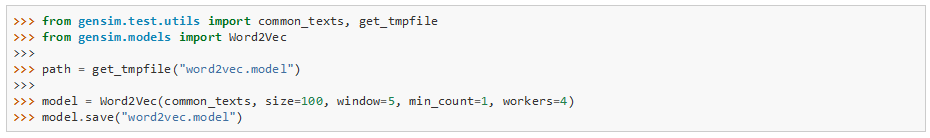 >>> from gensim.test.utils import common_texts, get_tmpfile
>>> from gensim.models import Word2Vec
>>>
>>> path = get_tmpfile("word2vec.model")
>>>
>>> model = Word2Vec(common_texts, size=100, window=5, min_count=1, workers=4)
>>> model.save("word2vec.model")